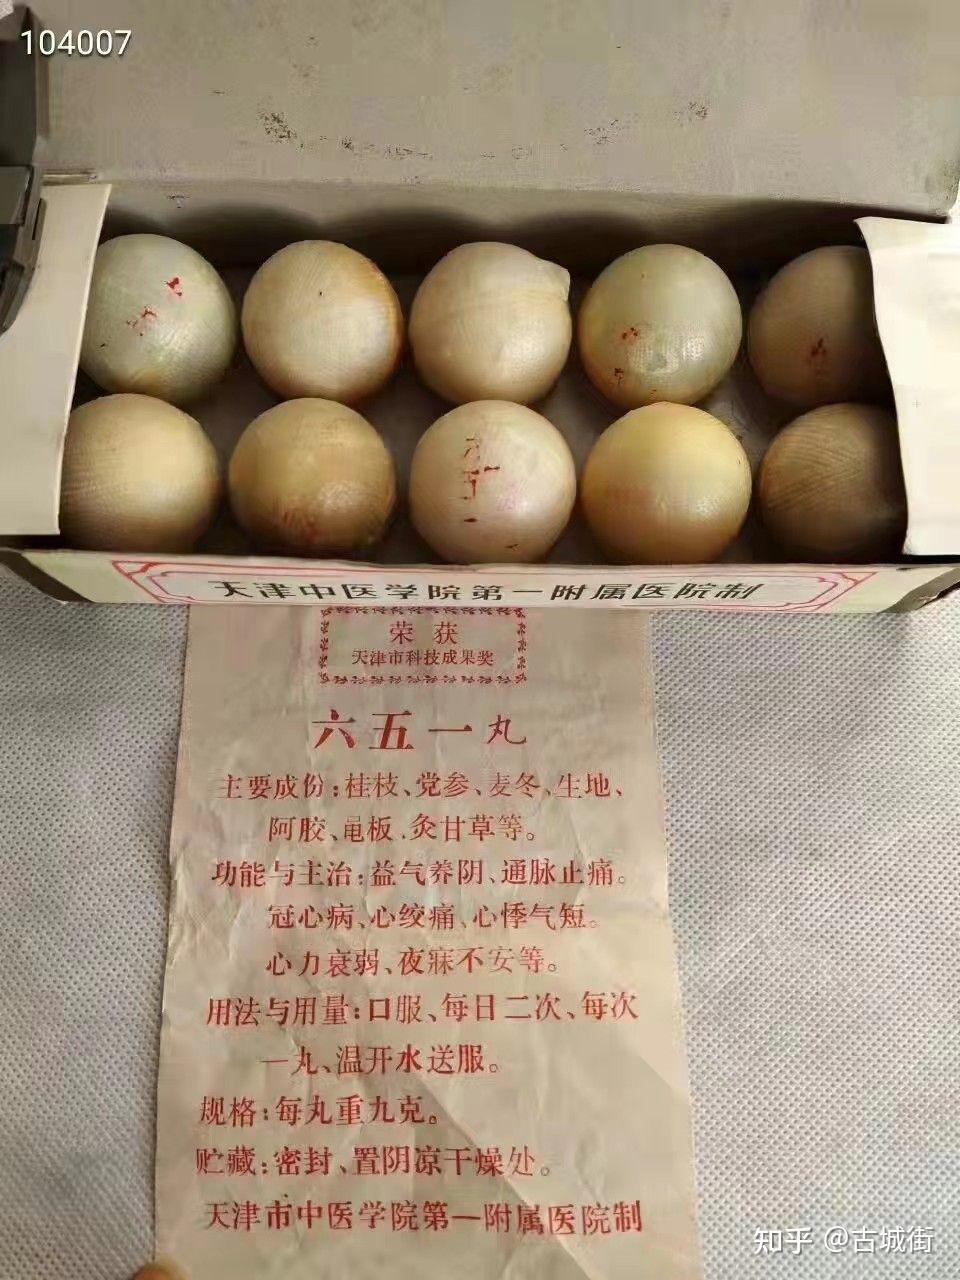 104007
天津中医学院第一附属医院制
荣获
天津市科技成果奖
六五一丸
主要成份:桂枝、党参、麦冬、生地、
阿胶、黾板、灸甘草等。
功能与主治:益气养阴、通脉止痛。
冠心病、心绞痛、心悸气短。
心力衰弱、夜寐不安等。
用法与用量:口服、每日二次、每次
一丸、温开水送服。
规格:每丸重九克。
贮藏:密封、置阴凉干燥处。
天津市中医学院第一附属医院制
知乎 @古城街